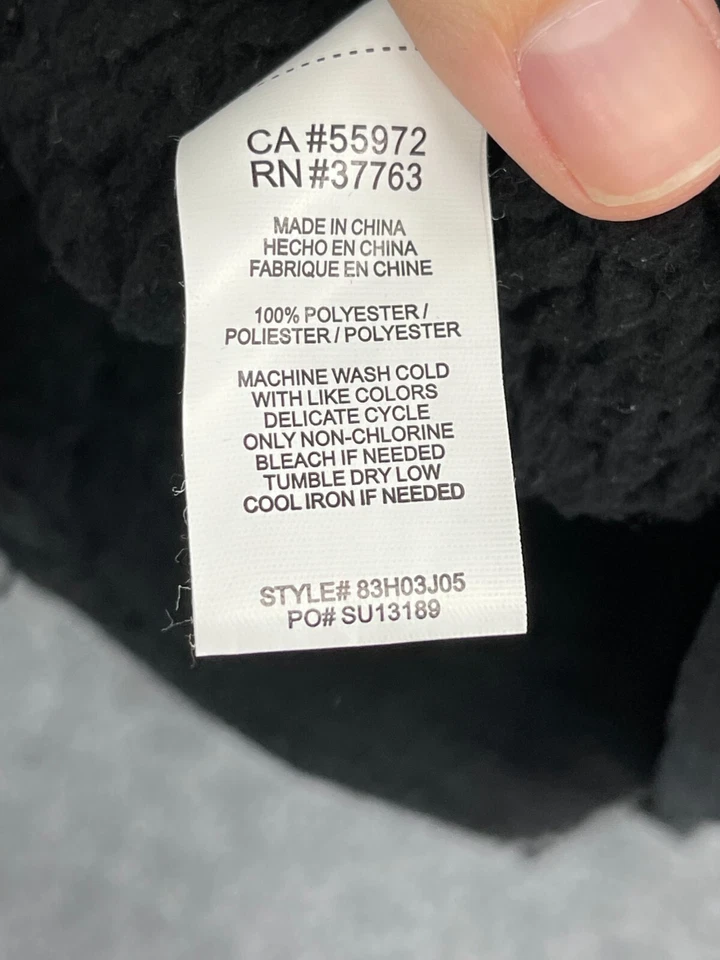 CA #55972
RN #37763
MADE IN CHINA
HECHO EN CHINA
FABRIQUE EN CHINE
100% POLYESTER /
POLIESTER / POLYESTER
MACHINE WASH COLD
WITH LIKE COLORS
DELICATE CYCLE
ONLY NON-CHLORINE
BLEACH IF NEEDED
TUMBLE DRY LOW
COOL IRON IF NEEDED
STYLE# 83H03J05
PO# SU13189